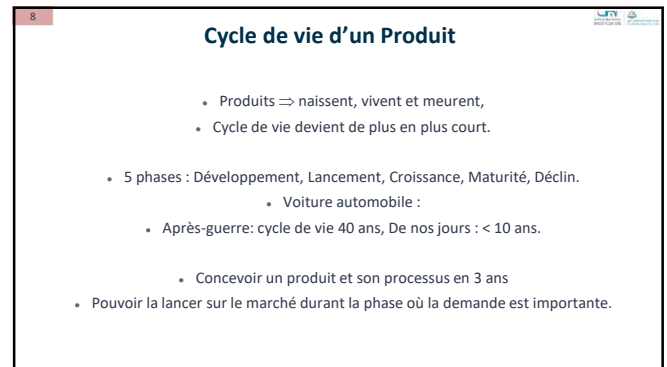 8
Cycle de vie d’un Produit
• Produits ⇒ naissent, vivent et meurent,
• Cycle de vie devient de plus en plus court.
• 5 phases : Développement, Lancement, Croissance, Maturité, Déclin.
• Voiture automobile :
• Après-guerre: cycle de vie 40 ans, De nos jours : < 10 ans.
• Concevoir un produit et son processus en 3 ans
• Pouvoir la lancer sur le marché durant la phase où la demande est importante.